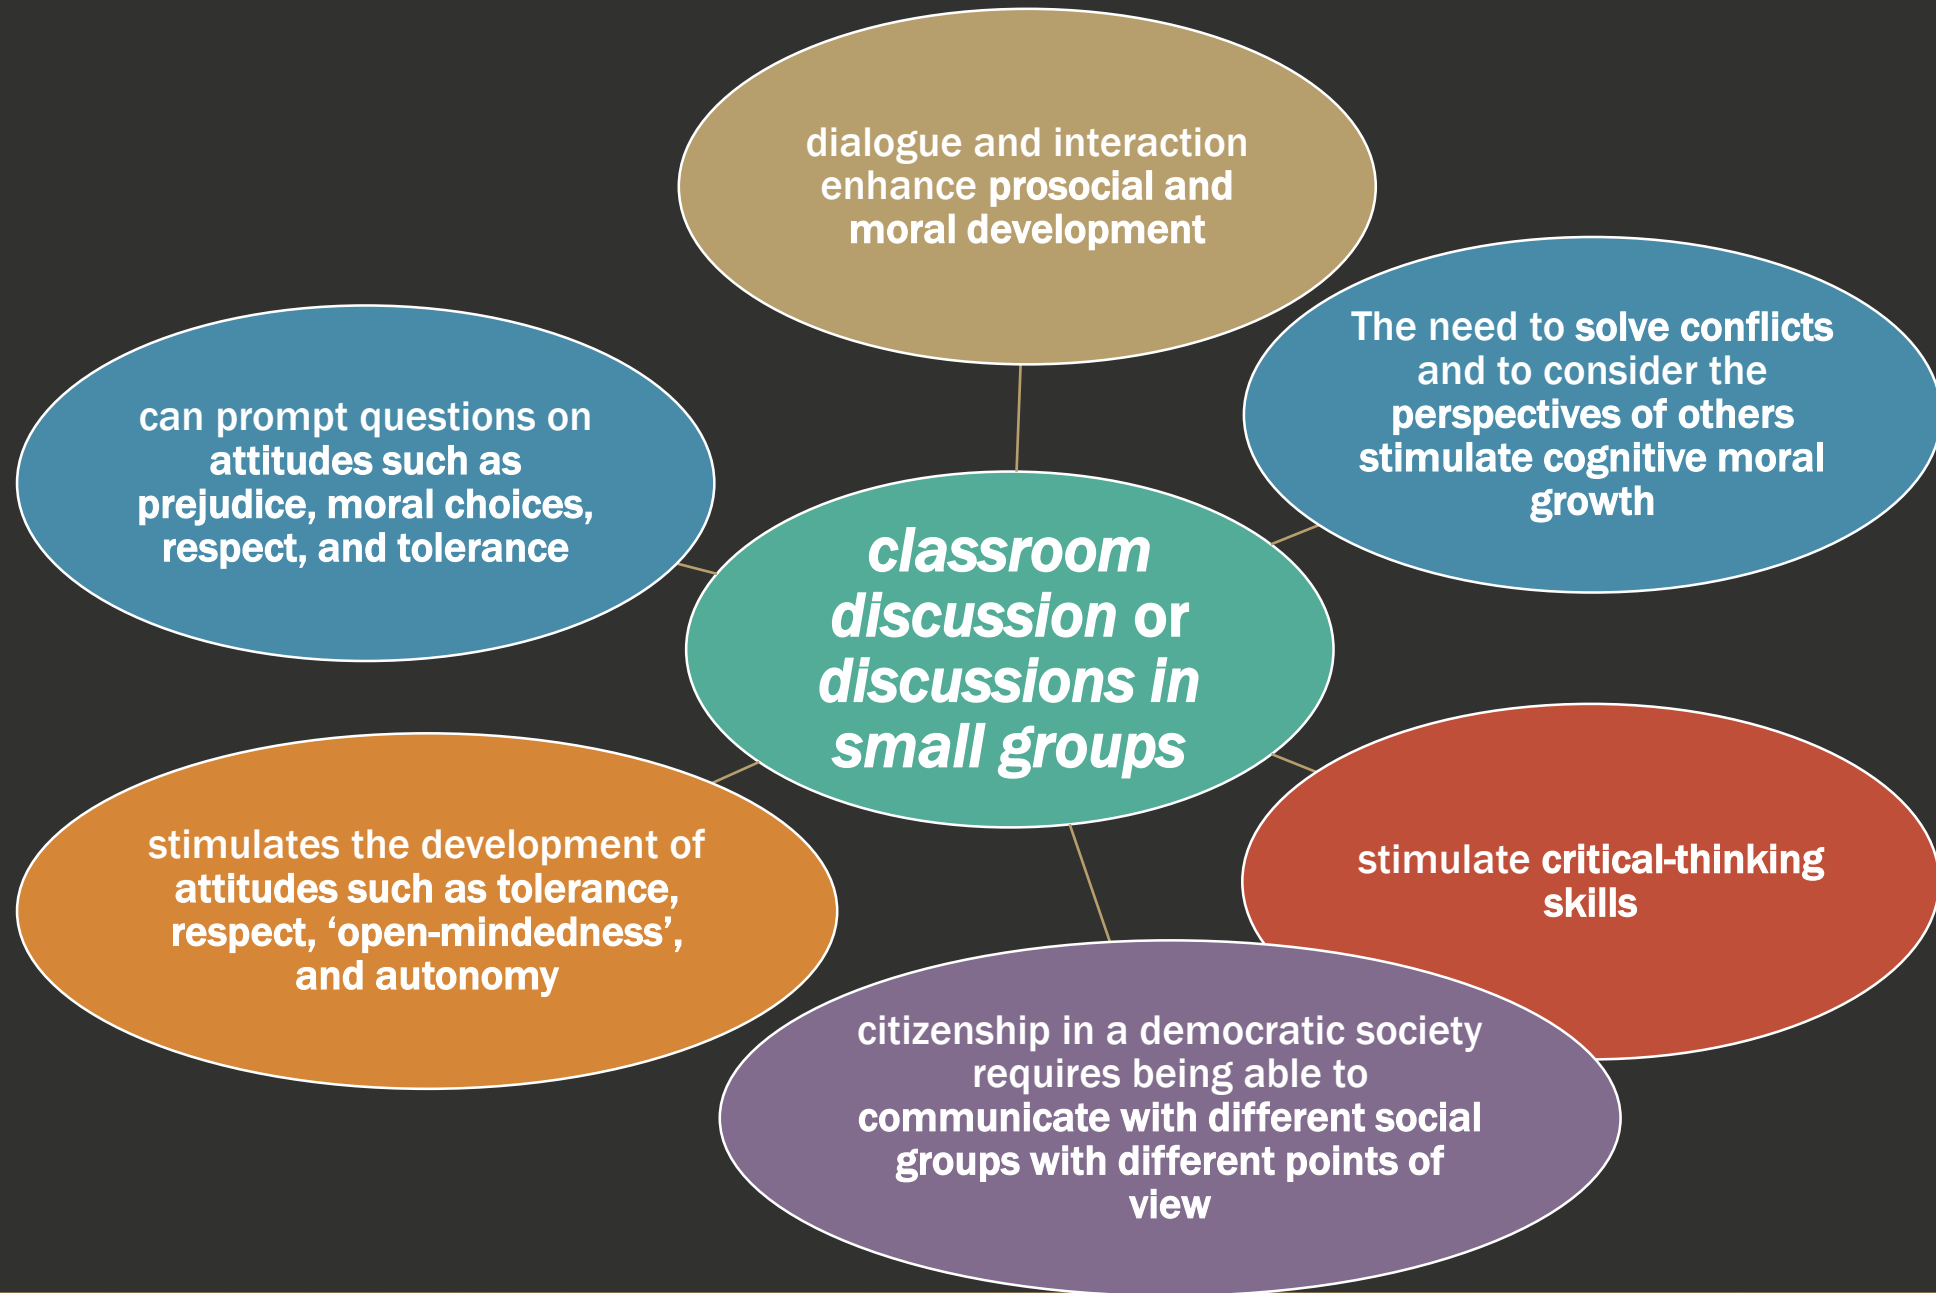 dialogue and interaction
enhance prosocial and
moral development
The need to solve conflicts
and to consider the
perspectives of others
stimulate cognitive moral
growth
can prompt questions on
attitudes such as
prejudice, moral choices,
respect, and tolerance
classroom
discussion or
discussions in
small groups
stimulates the development of
attitudes such as tolerance,
respect, ‘open-mindedness’,
and autonomy
stimulate critical-thinking
skills
citizenship in a democratic society
requires being able to
communicate with different social
groups with different points of
view